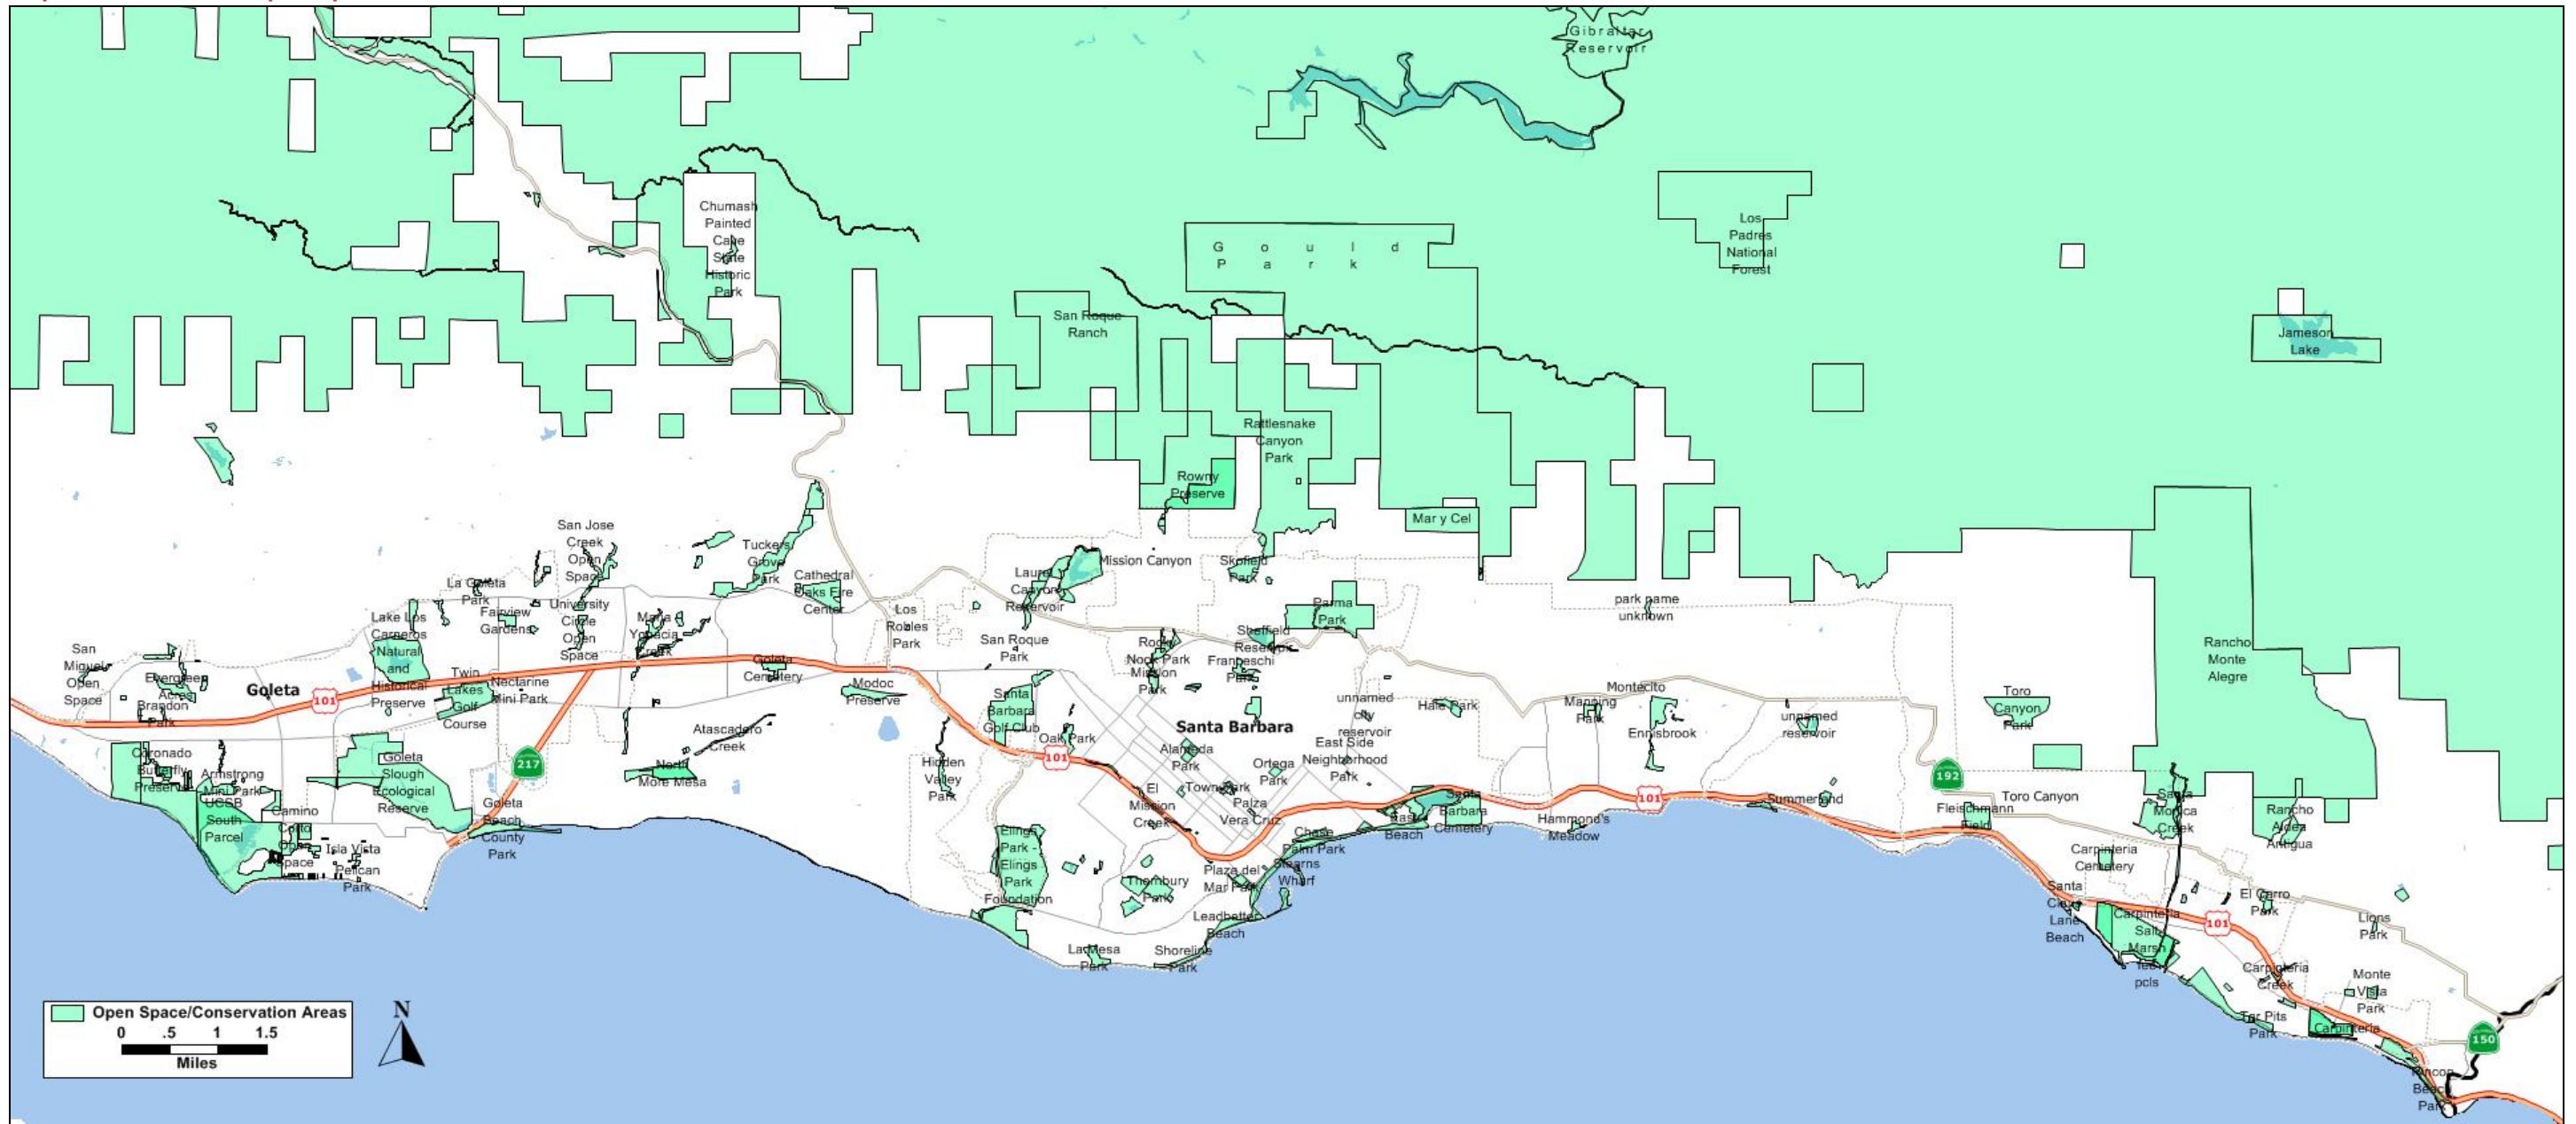 Gibraltar
Reservoir
Chumash
Painted
Cave
State
Historic
Park
Los
Padres
National
Forest
G o u l d
P a r k
San Roque
Ranch
Jameson
Lake
Rattlesnake
Canyon
Park
Rowny
Preserve
Mar y Cel
San Jose
Creek
Open
Space
Tuckers
Grove
Park
Mission Canyon
Skofield
Park
Cathedral
Oaks Fire
Center
Laurel
Canyon
Reservoir
La Goleta
Park
Fairview
Gardens
University
Circle
Open
Space
Maria
Ygnacia
Creek
Los
Robles
Park
Parma
Park
park name
unknown
Lake Los
Carneros
Natural
and
Historical
Preserve
San Roque
Park
Rocky
Nook Park
Mission
Park
Sheffield
Reservoir
Franceschi
Park
Rancho
Monte
Alegre
San
Miguel
Open
Space
Evergreen
Acres
Brandon
Park
Goleta
101
Twin
Lakes
Golf
Course
Nectarine
Mini Park
Goleta
Cemetery
Modoc
Preserve
Santa
Barbara
Golf Club
Oak Park
Santa Barbara
unnamed
city
reservoir
Hale Park
Manning
Park
Montecito
Ennisbrook
unnamed
reservoir
Toro
Canyon
Park
Coronado
Butterfly
Preserve
Armstrong
Mini Park
UCSB
South
Parcel
Camino
Corto
Open
Space
Isla Vista
Pelican
Park
Goleta
Slough
Ecological
Reserve
217
Goleta
Beach
County
Park
Atascadero
Creek
North
More Mesa
Hidden
Valley
Park
101
Alameda
Park
Ortega
Park
East Side
Neighborhood
Park
El
Mission
Creek
Town Park
Palza
Vera Cruz
Chase
Palm Park
Stearns
Wharf
East
Beach
Santa
Barbara
Cemetery
Hammond's
Meadow
101
Summerland
192
Fleischmann
Field
Toro Canyon
Santa
Monica
Creek
Rancho
Aldea
Antigua
Elings
Park -
Elings
Park
Foundation
Thornbury
Park
Plaza del
Mar Park
Leadbetter
Beach
La Mesa
Park
Shoreline
Park
Carpinteria
Cemetery
Santa
Claus
Lane
Beach
Carpinteria
Salt
Marsh
pcls
101
El Carro
Park
Lions
Park
Carpinteria
Creek
Monte
Vista
Park
Tar Pits
Park
Carpinteria
150
Rincon
Beach
Park
Open Space/Conservation Areas
0 .5 1 1.5
Miles
N